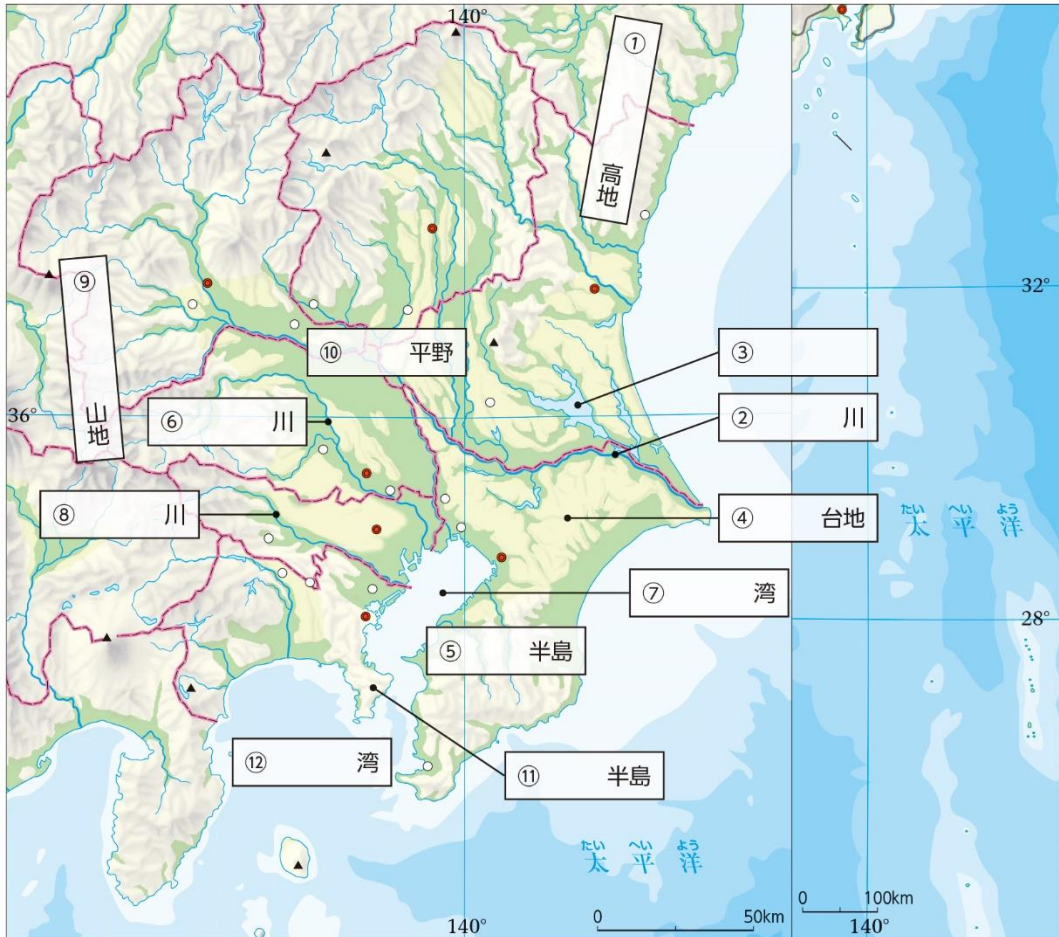 140°
①
高地
⑨
山地
32°
⑩ 平野
③
36°
⑥ 川
② 川
⑧ 川
④ 台地
たい へい よう
太平洋
⑦ 湾
28°
⑤ 半島
⑫ 湾
⑪ 半島
たい へい よう
太平洋
140°
0 50km
0 100km
140°